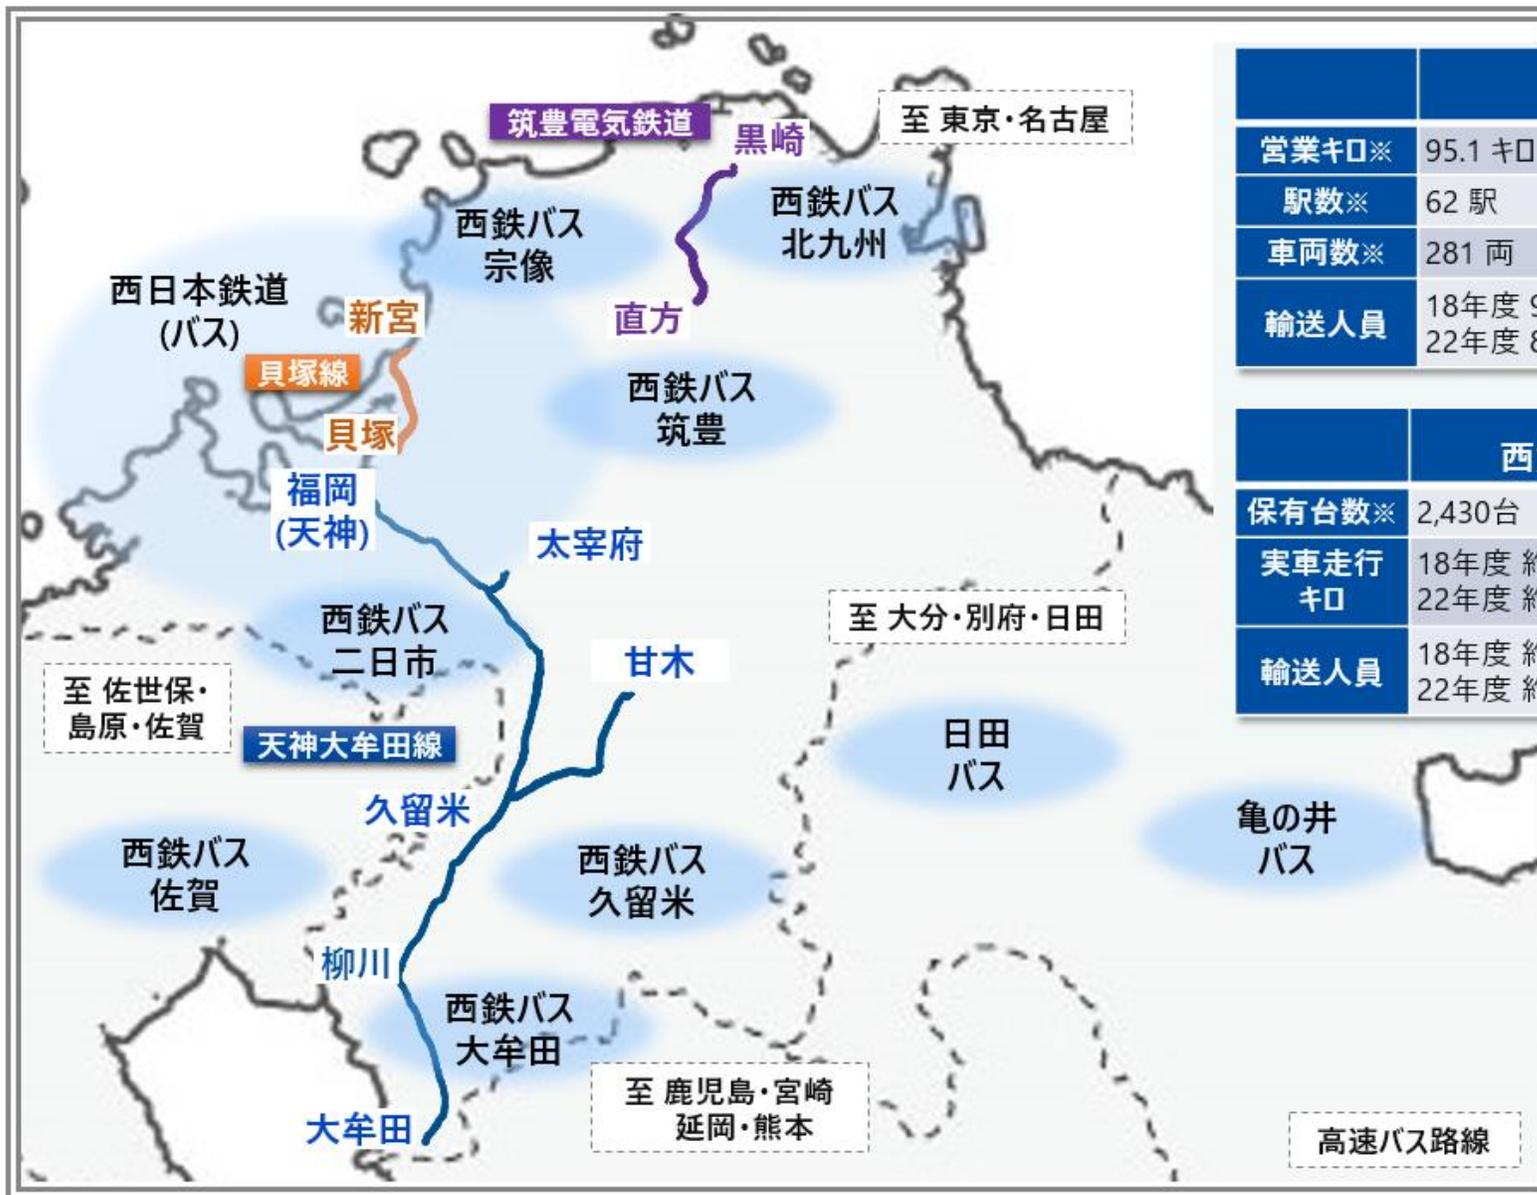 筑豊電気鉄道
黒崎
至 東京・名古屋
西鉄バス
宗像
西鉄バス
北九州
西日本鉄道
(バス)
新宮
直方
貝塚線
貝塚
西鉄バス
筑豊
福岡
(天神)
太宰府
西鉄バス
二日市
至 大分・別府・日田
甘木
至 佐世保・
島原・佐賀
天神大牟田線
日田
バス
久留米
亀の井
バス
西鉄バス
佐賀
西鉄バス
久留米
柳川
西鉄バス
大牟田
至 鹿児島・宮崎
延岡・熊本
大牟田
高速バス路線
営業キロ※ 95.1 キロ
駅数※ 62 駅
車両数※ 281 両
輸送人員
18年度 9
22年度 8
西
保有台数※ 2,430台
実車走行
キロ
18年度 約
22年度 約
輸送人員
18年度 約
22年度 約